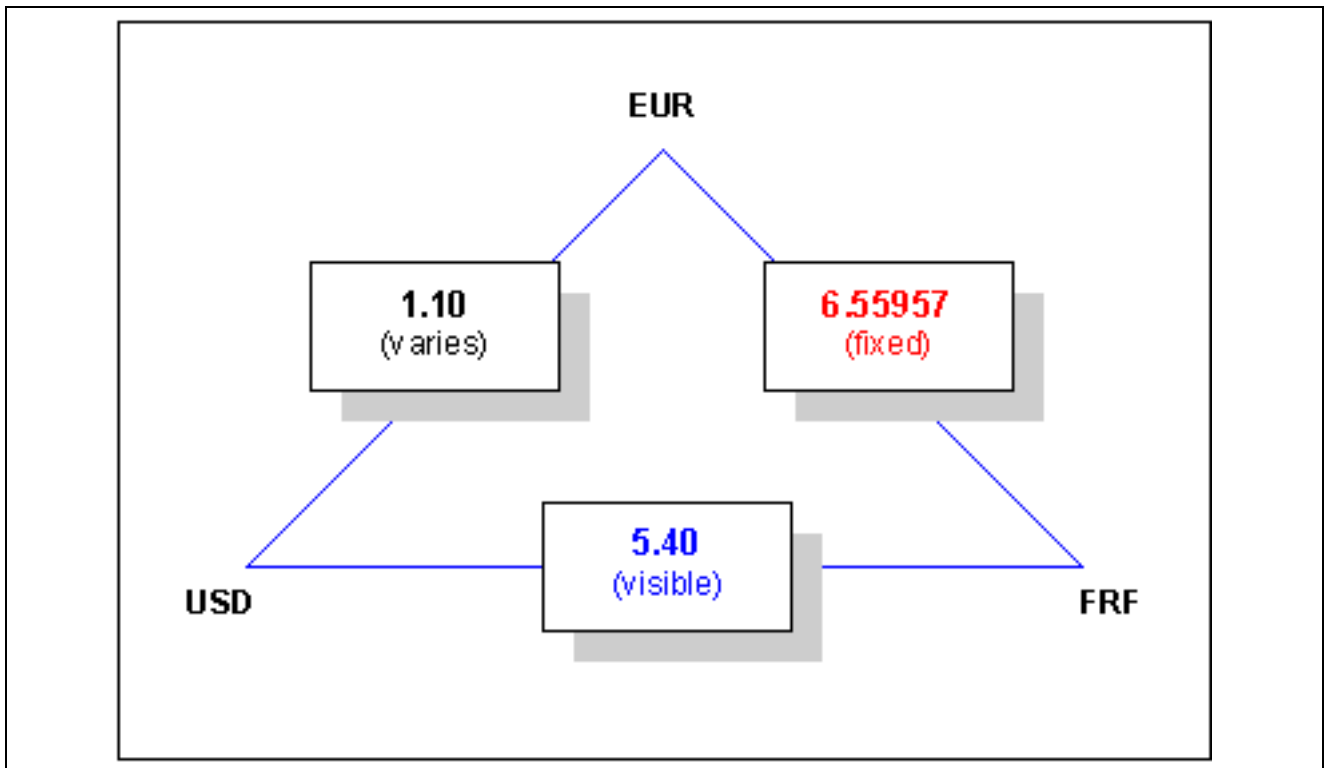 EUR
1.10
(varies)
6.55957
(fixed)
5.40
(visible)
USD
FRF